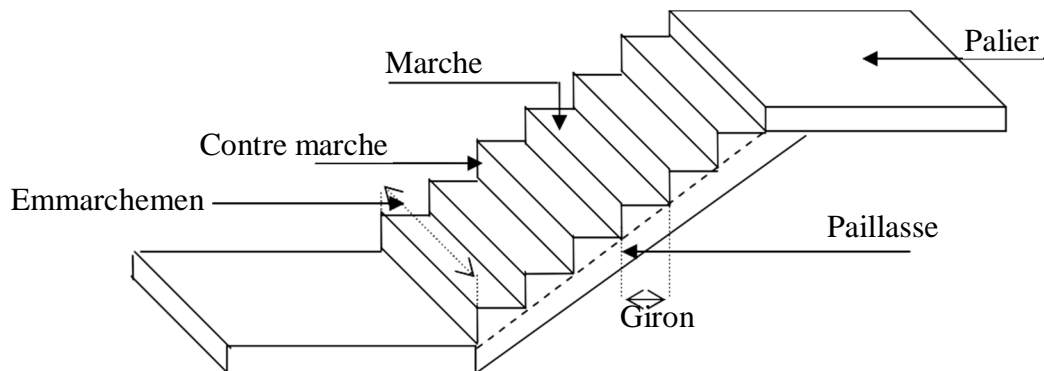 Palier
Marche
Contre marche
Emmarchemen
Paillasse
Giron